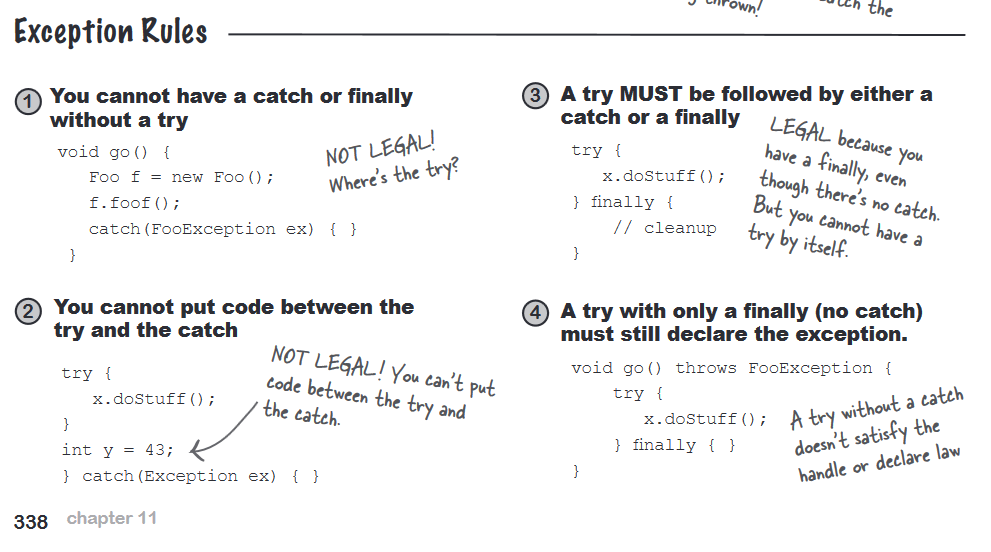 thrown!
the
Exception Rules
1 You cannot have a catch or finally
without a try
void go() {
Foo f = new Foo();
f.foof();
catch(FooException ex) { }
}
NOT LEGAL!
Where's the try?
2 You cannot put code between the
try and the catch
try {
x.doStuff();
}
int y = 43;
} catch(Exception ex) { }
NOT LEGAL! You can't put
code between the try and
the catch.
3 A try MUST be followed by either a
catch or a finally
try {
x.doStuff();
} finally {
// cleanup
}
LEGAL because you
have a finally, even
though there's no catch.
But you cannot have a
try by itself.
4 A try with only a finally (no catch)
must still declare the exception.
void go() throws FooException {
try {
x.doStuff();
} finally { }
}
A try without a catch
doesn't satisfy the
handle or declare law
338 chapter 11